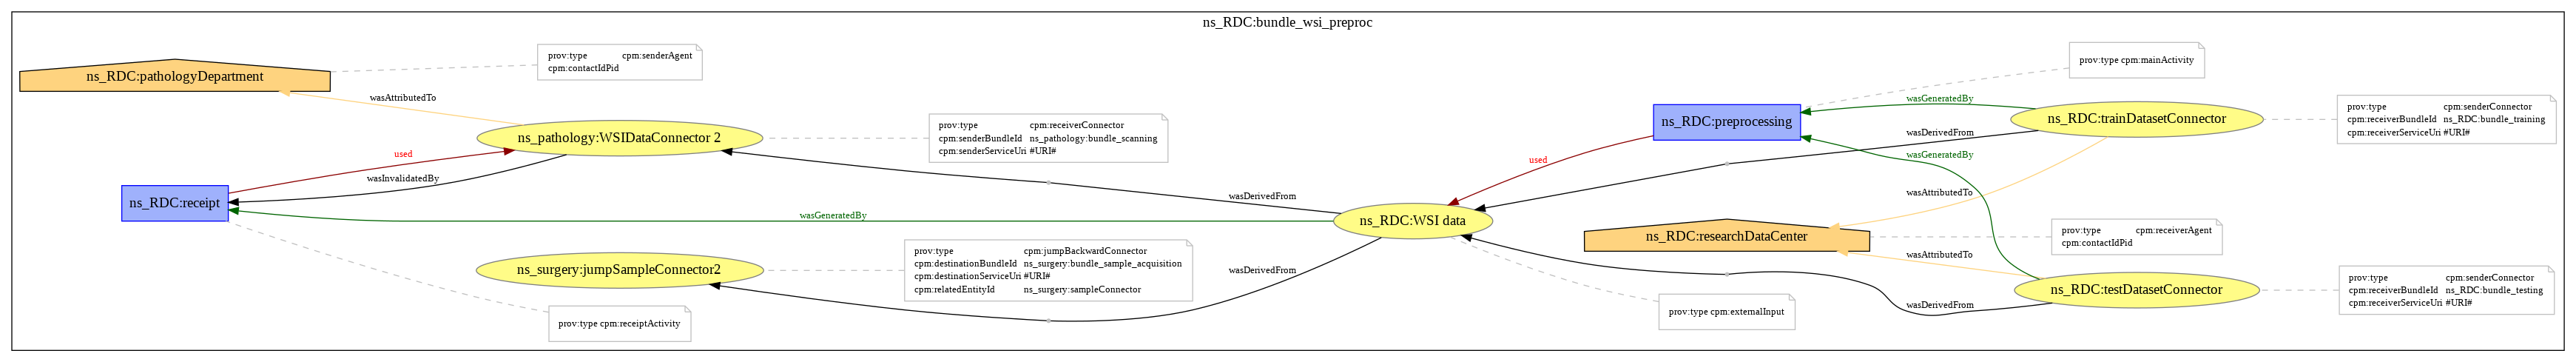 ns_RDC:bundle_wsi_preproc
ns_RDC:pathologyDepartment
prov:type cpm:senderAgent
cpm:contactIdPid
wasAttributedTo
ns_pathology:WSIDataConnector 2
prov:type cpm:receiverConnector
cpm:senderBundleId ns_pathology:bundle_scanning
cpm:senderServiceUri #URI#
used
wasInvalidatedBy
ns_RDC:receipt
wasGeneratedBy
wasDerivedFrom
ns_RDC:WSI data
ns_surgery:jumpSampleConnector2
prov:type cpm:jumpBackwardConnector
cpm:destinationBundleId ns_surgery:bundle_sample_acquisition
cpm:destinationServiceUri #URI#
cpm:relatedEntityId ns_surgery:sampleConnector
wasDerivedFrom
prov:type cpm:receiptActivity
prov:type cpm:mainActivity
ns_RDC:preprocessing
used
wasGeneratedBy
wasDerivedFrom
wasGeneratedBy
ns_RDC:trainDatasetConnector
prov:type cpm:senderConnector
cpm:receiverBundleId ns_RDC:bundle_training
cpm:receiverServiceUri #URI#
wasAttributedTo
ns_RDC:researchDataCenter
prov:type cpm:receiverAgent
cpm:contactIdPid
wasAttributedTo
ns_RDC:testDatasetConnector
prov:type cpm:senderConnector
cpm:receiverBundleId ns_RDC:bundle_testing
cpm:receiverServiceUri #URI#
wasDerivedFrom
prov:type cpm:externalInput